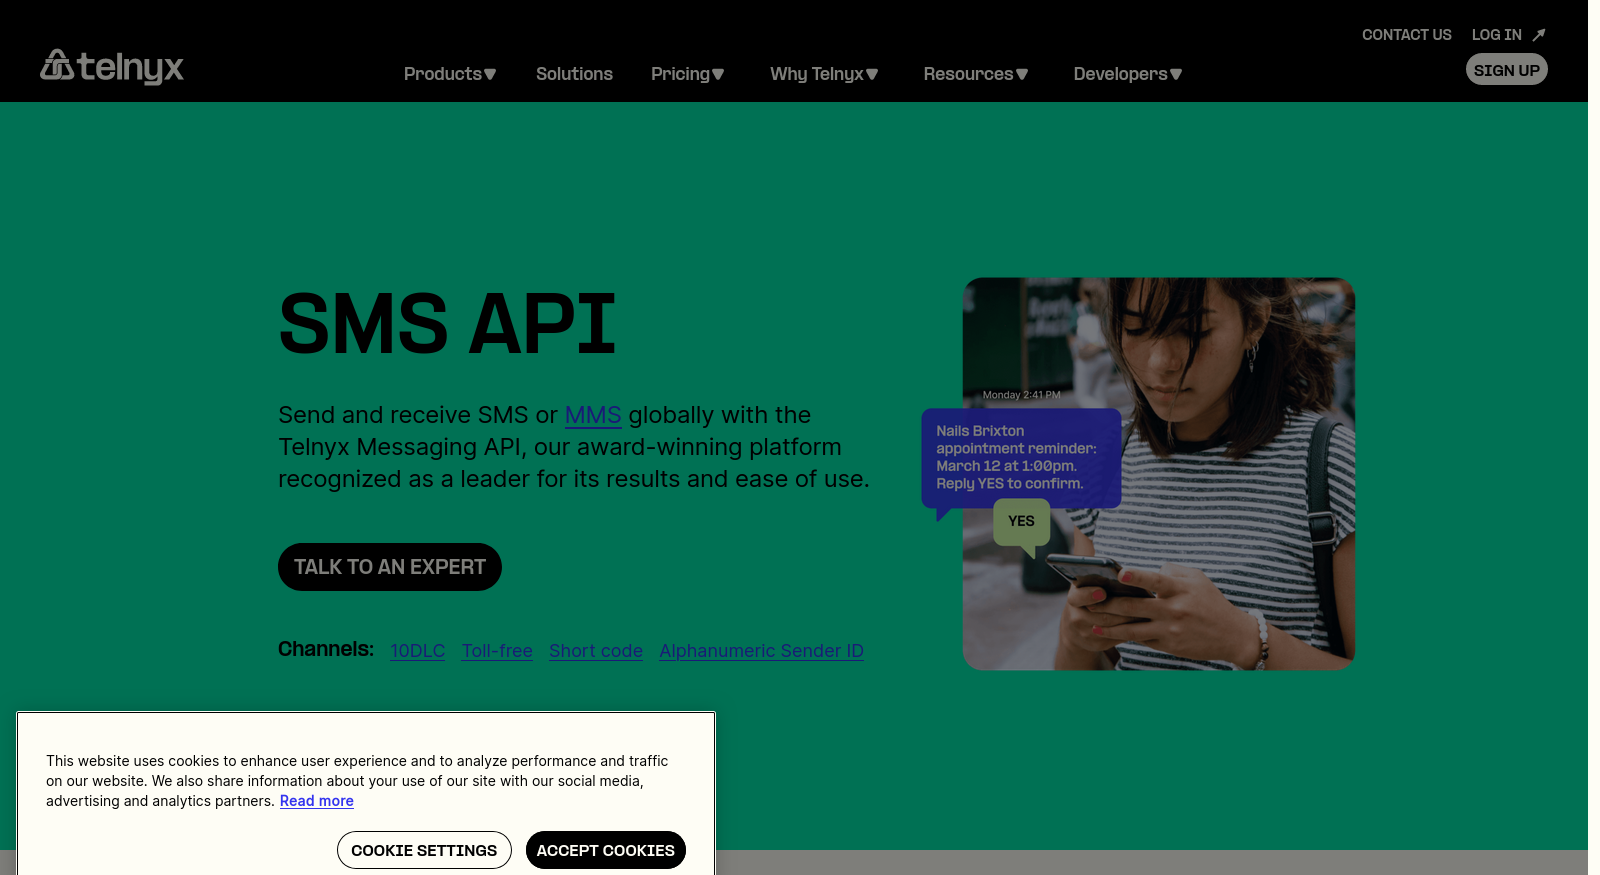 CONTACT US LOG IN
telnyx Products Solutions Pricing Why Telnyx Resources Developers SIGN UP
SMS API
Send and receive SMS or MMS globally with the
Telnyx Messaging API, our award-winning platform
recognized as a leader for its results and ease of use.
TALK TO AN EXPERT
Channels: 10DLC Toll-free Short code Alphanumeric Sender ID
Monday 2:41 PM
Nails Brixton
appointment reminder:
March 12 at 1:00pm.
Reply YES to confirm.
YES
This website uses cookies to enhance user experience and to analyze performance and traffic
on our website. We also share information about your use of our site with our social media,
advertising and analytics partners. Read more
COOKIE SETTINGS ACCEPT COOKIES